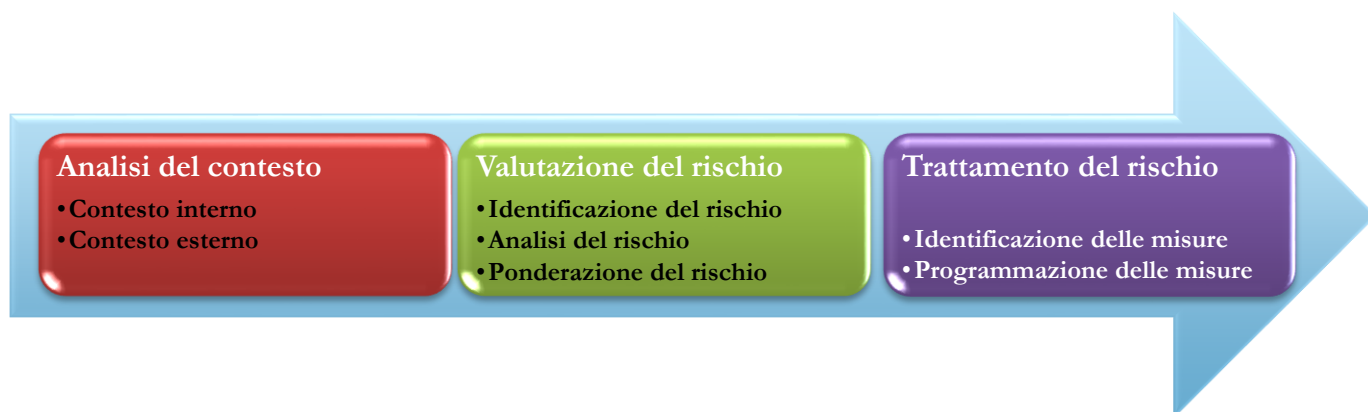 Analisi del contesto
•Contesto interno
•Contesto esterno
Valutazione del rischio
•Identificazione del rischio
•Analisi del rischio
•Ponderazione del rischio
Trattamento del rischio
•Identificazione delle misure
•Programmazione delle misure